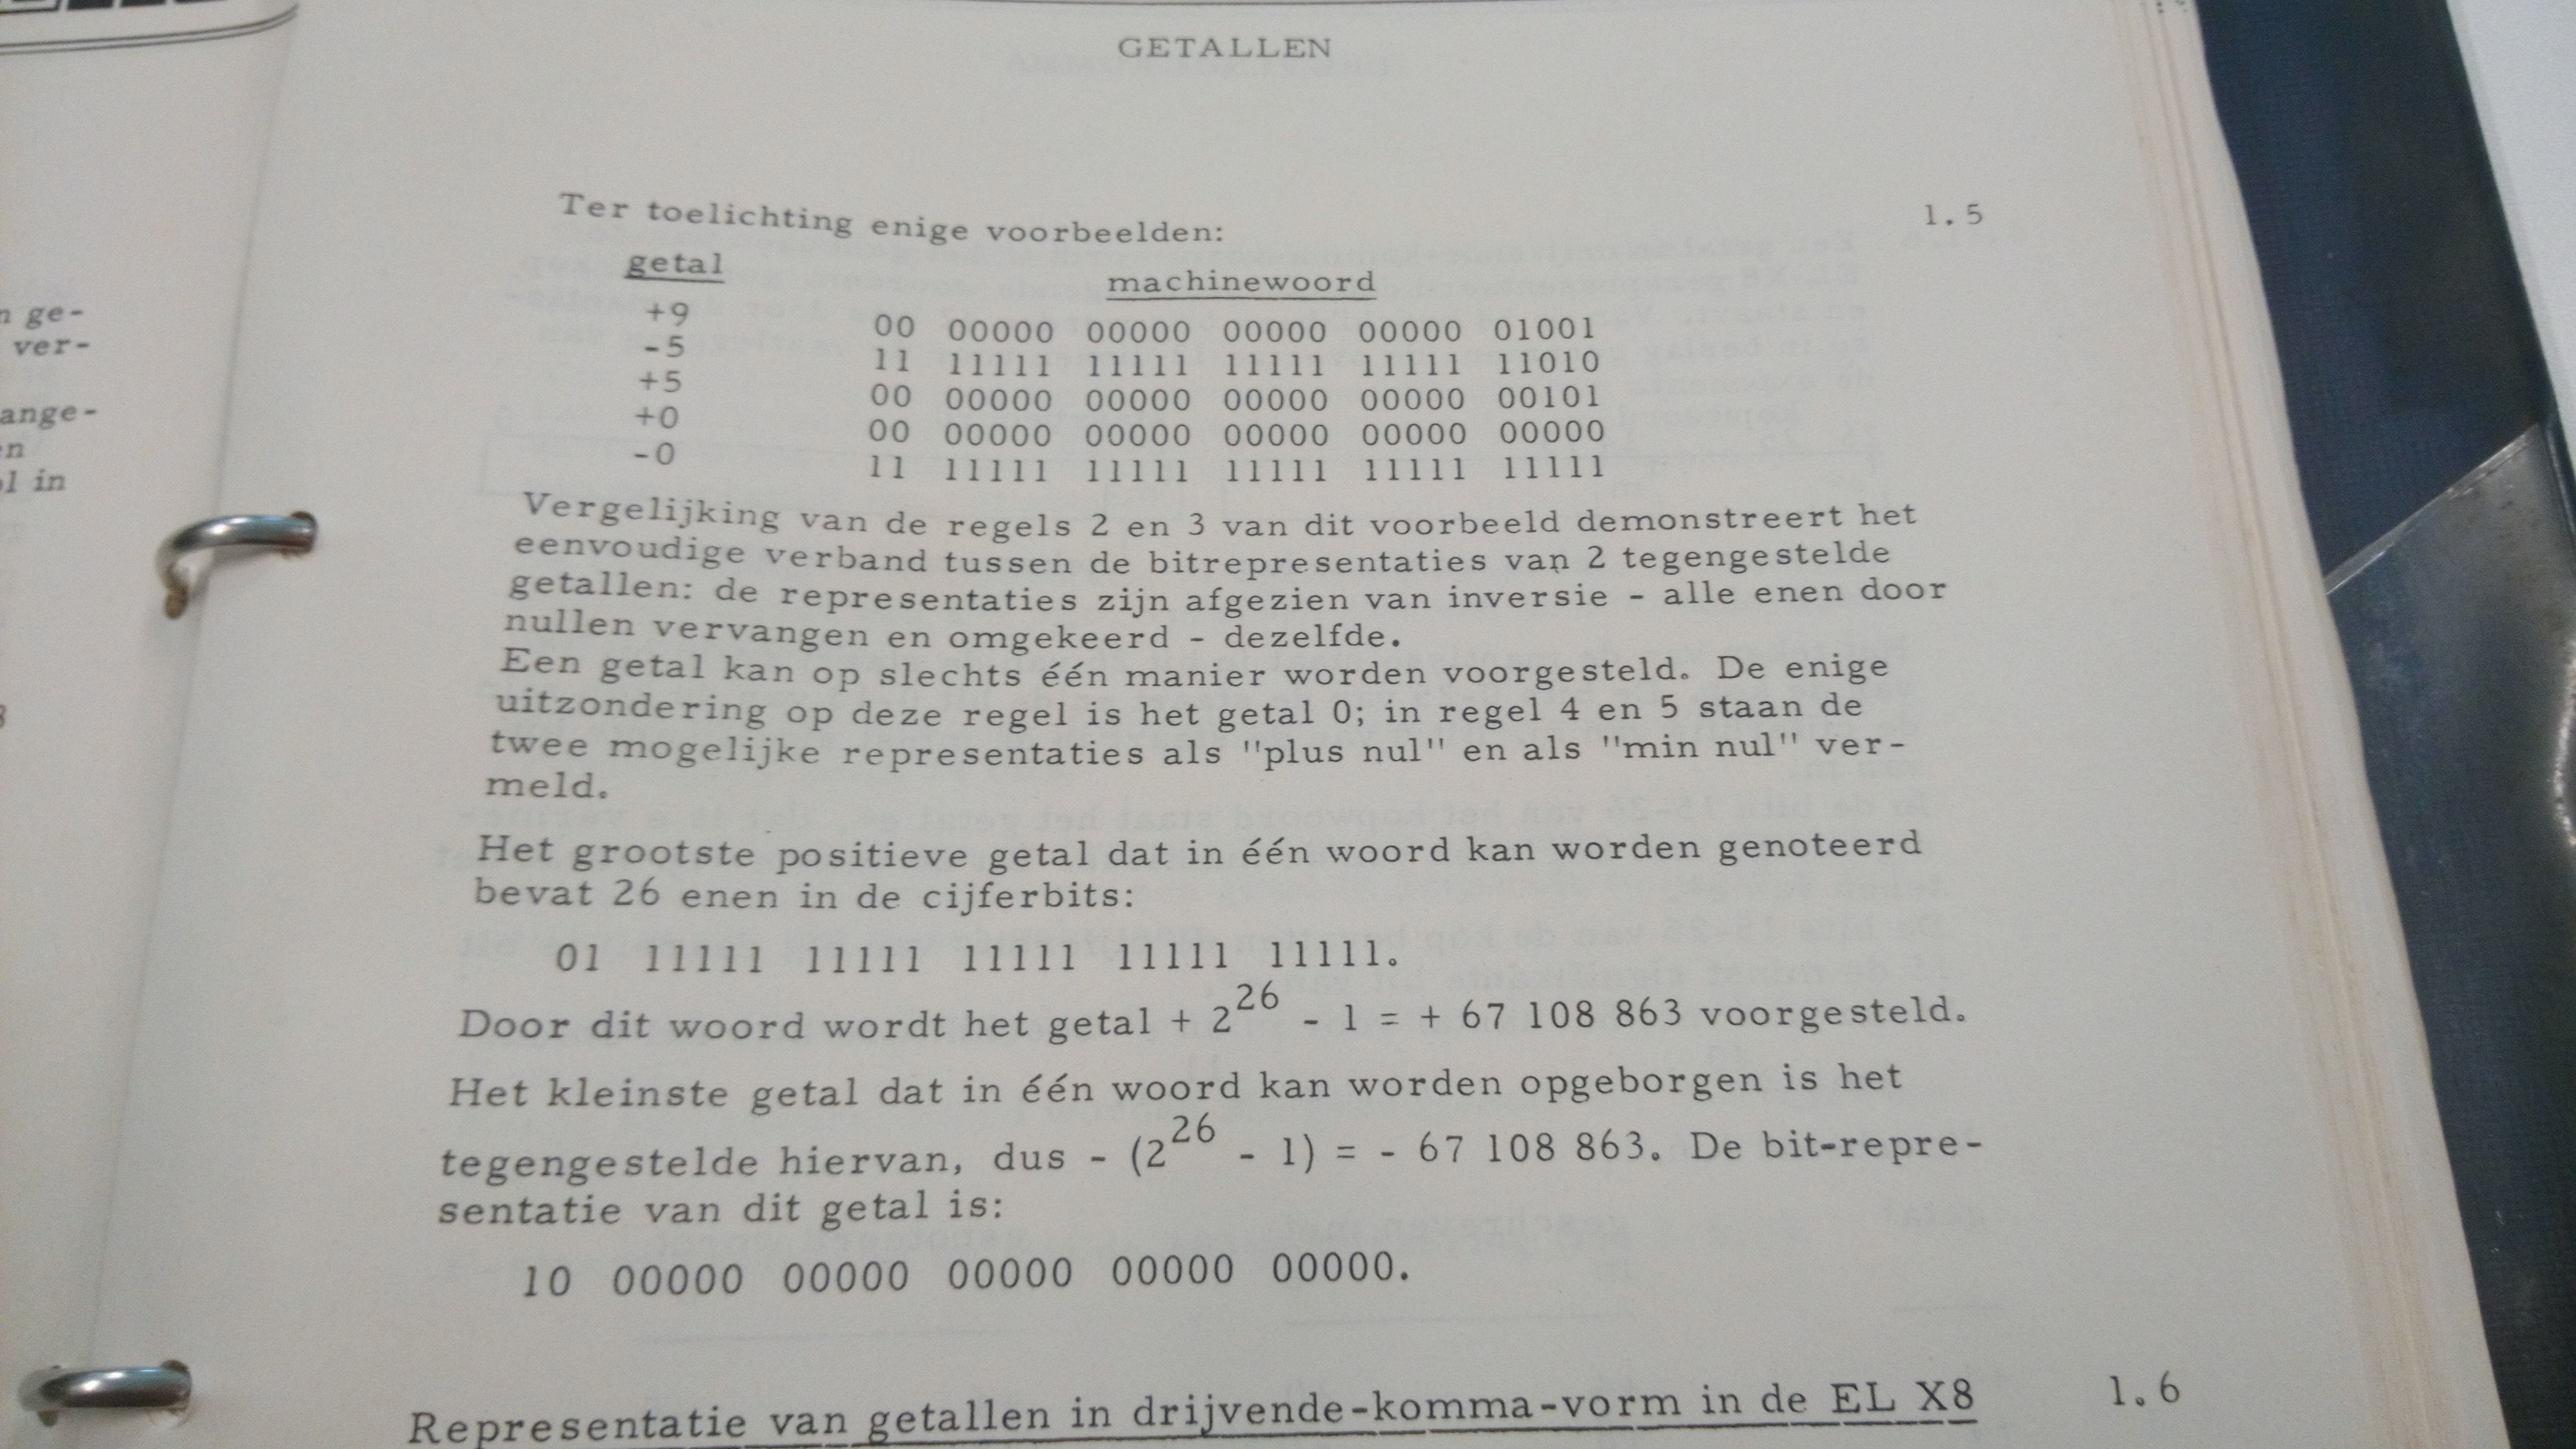 GETALLEN
n ge-
ver-
ange-
en
in
Ter toelichting enige voorbeelden: 1.5
getal machinewoord
+9 00 00000 00000 00000 00000 01001
-5 11 11111 11111 11111 11111 11010
+5 00 00000 00000 00000 00000 00101
+0 00 00000 00000 00000 00000 00000
-0 11 11111 11111 11111 11111 11111
Vergelijking van de regels 2 en 3 van dit voorbeeld demonstreert het
eenvoudige verband tussen de bitrepresentaties van 2 tegengestelde
getallen: de representaties zijn afgezien van inversie - alle enen door
nullen vervangen en omgekeerd - dezelfde.
Een getal kan op slechts één manier worden voorgesteld. De enige
uitzondering op deze regel is het getal 0; in regel 4 en 5 staan de
twee mogelijke representaties als "plus nul" en als "min nul" ver-
meld.
Het grootste positieve getal dat in één woord kan worden genoteerd
bevat 26 enen in de cijferbits:
01 11111 11111 11111 11111 11111.
Door dit woord wordt het getal + 2^26 - 1 = + 67 108 863 voorgesteld.
Het kleinste getal dat in één woord kan worden opgeborgen is het
tegengestelde hiervan, dus - (2^26 - 1) = - 67 108 863. De bit-repre-
sentatie van dit getal is:
10 00000 00000 00000 00000 00000.
Representatie van getallen in drijvende-komma-vorm in de EL X8 1.6